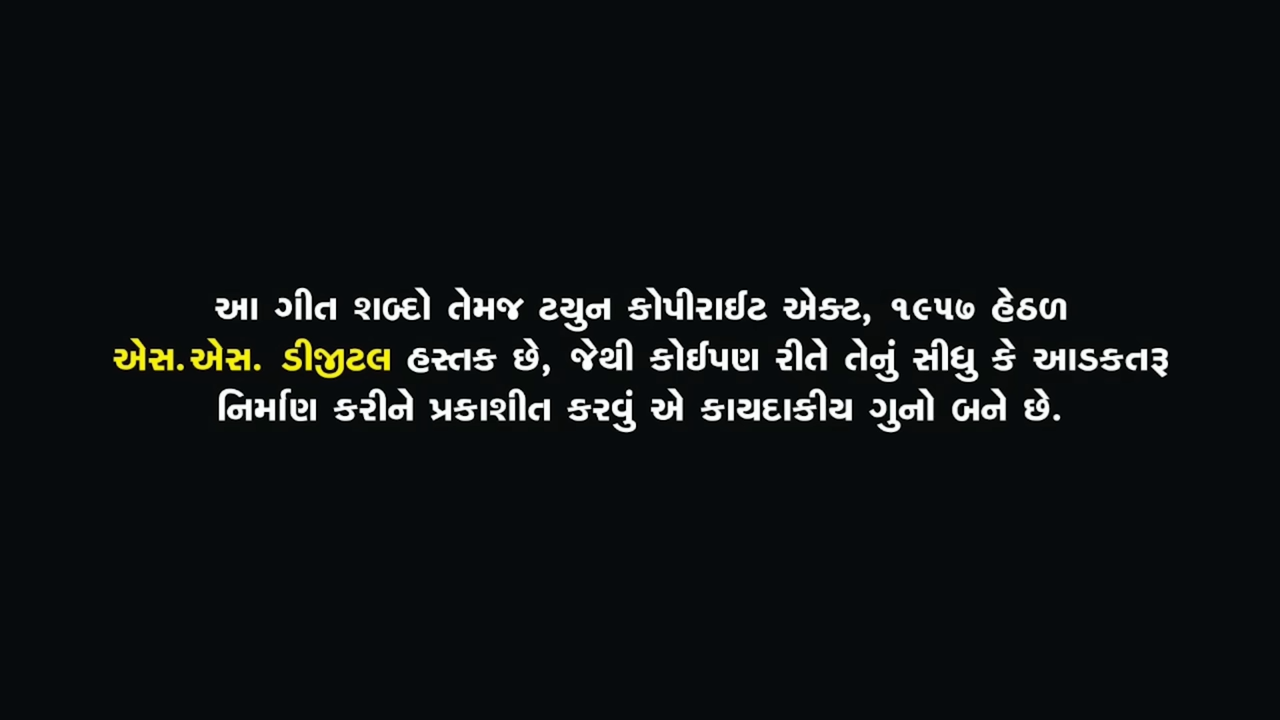 આ ગીત શબ્દો તેમજ ટયુન કોપીરાઈટ એક્ટ, ૧૯૫૭ હેઠળ
એસ.એસ. ડીજીટલ હસ્તક છે, જેથી કોઈપણ રીતે તેનું સીધુ કે આડકતરૂ
નિર્માણ કરીને પ્રકાશીત કરવું એ કાયદાકીય ગુનો બને છે.